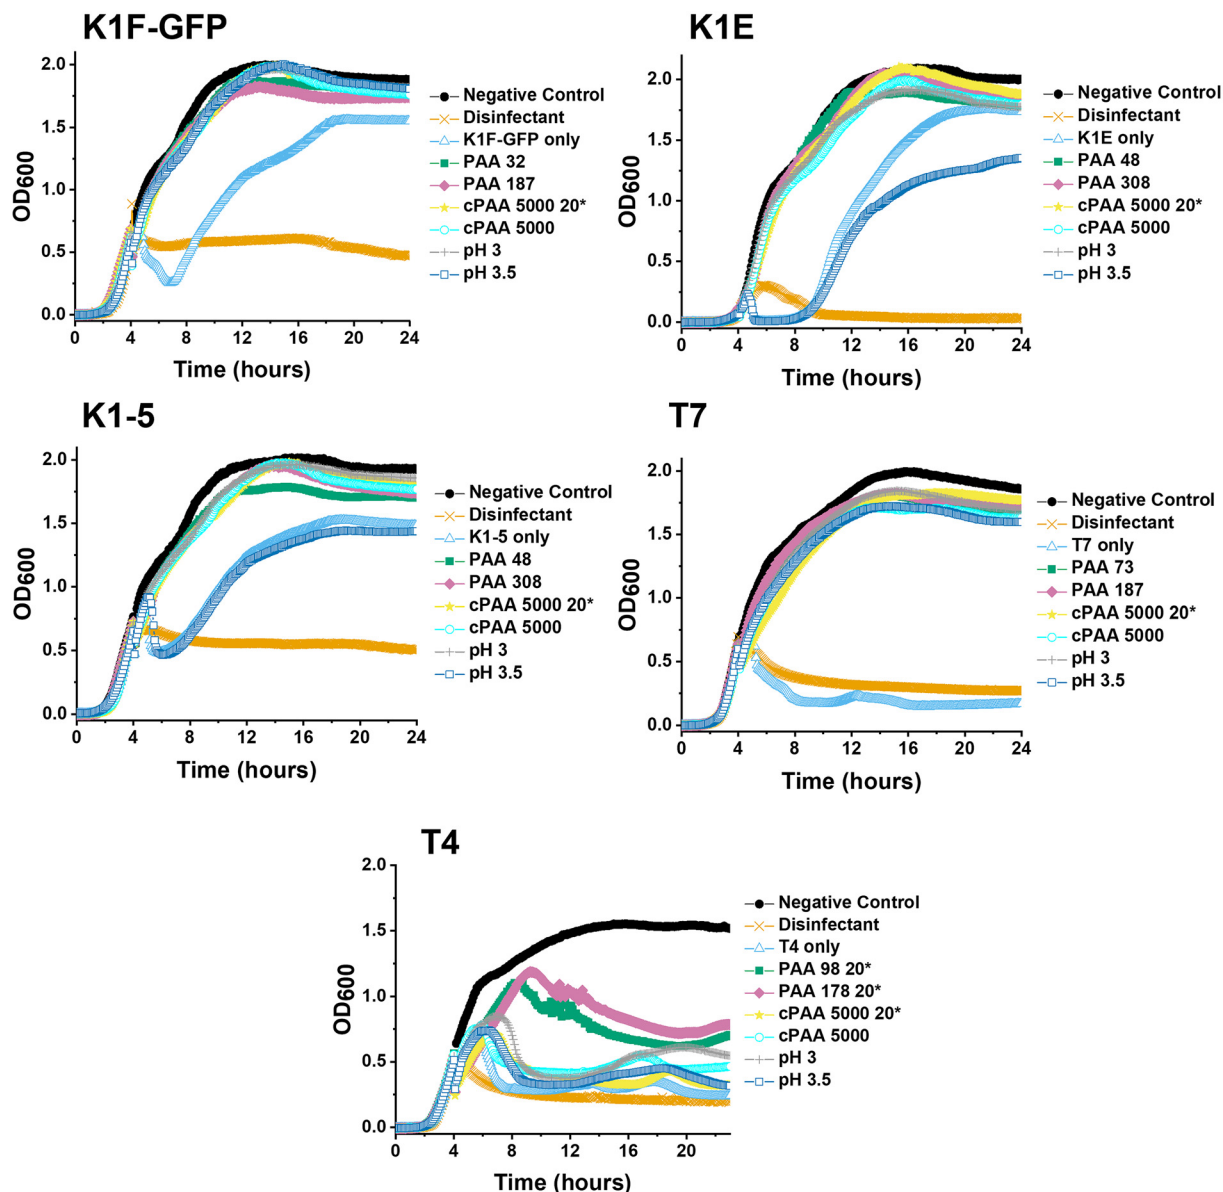 K1F-GFP
OD600
2.0
1.5
1.0
0.5
0.0
0 4 8 12 16 20 24
Time (hours)
Negative Control
Disinfectant
K1F-GFP only
PAA 32
PAA 187
cPAA 5000 20*
cPAA 5000
pH 3
pH 3.5
K1E
OD600
2.0
1.5
1.0
0.5
0.0
0 4 8 12 16 20 24
Time (hours)
Negative Control
Disinfectant
K1E only
PAA 48
PAA 308
cPAA 5000 20*
cPAA 5000
pH 3
pH 3.5
K1-5
OD600
2.0
1.5
1.0
0.5
0.0
0 4 8 12 16 20 24
Time (hours)
Negative Control
Disinfectant
K1-5 only
PAA 48
PAA 308
cPAA 5000 20*
cPAA 5000
pH 3
pH 3.5
T7
OD600
2.0
1.5
1.0
0.5
0.0
0 4 8 12 16 20 24
Time (hours)
Negative Control
Disinfectant
T7 only
PAA 73
PAA 187
cPAA 5000 20*
cPAA 5000
pH 3
pH 3.5
T4
OD600
2.0
1.5
1.0
0.5
0.0
0 4 8 12 16 20
Time (hours)
Negative Control
Disinfectant
T4 only
PAA 98 20*
PAA 178 20*
cPAA 5000 20*
cPAA 5000
pH 3
pH 3.5